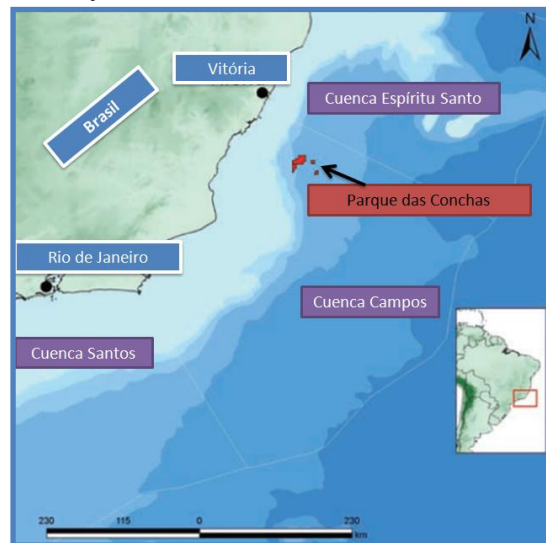 N
Vitória
Cuenca Espíritu Santo
Brasil
Parque das Conchas
Rio de Janeiro
Cuenca Campos
Cuenca Santos
230 115 0 230
km